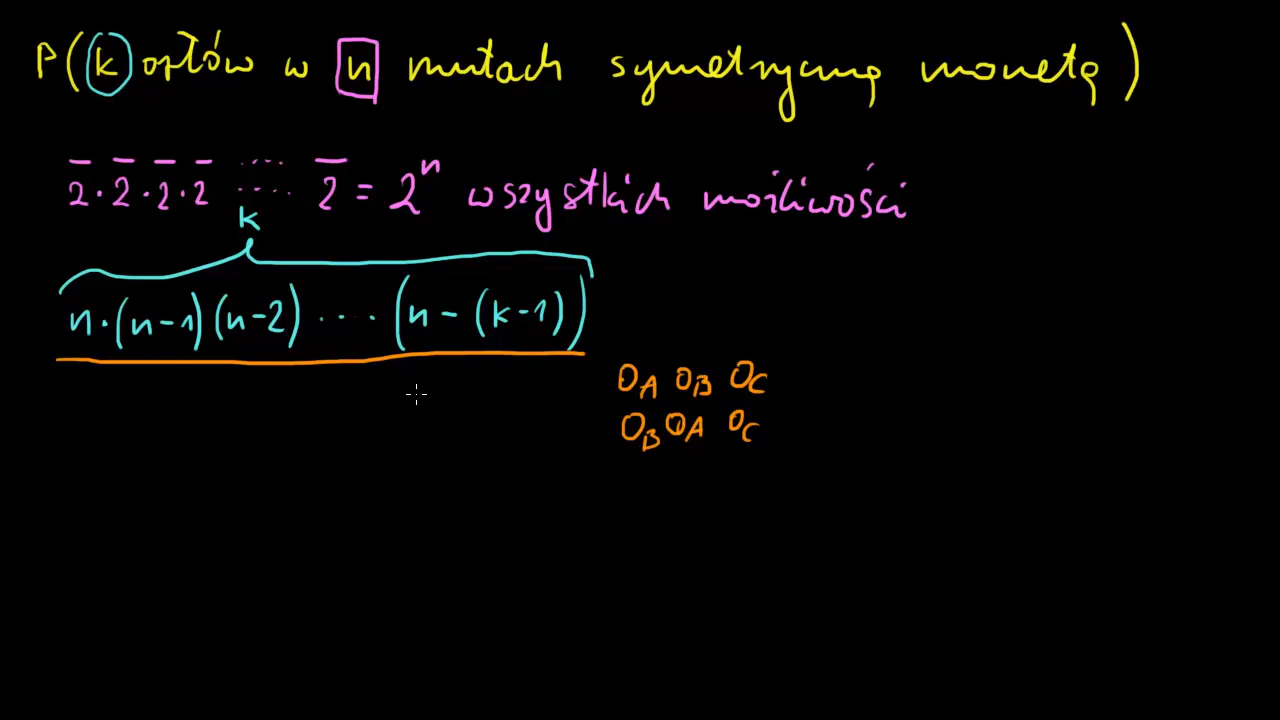 P(k orłów w n rzutach symetryczną monetą)
2·2·2·2 ···· 2 = 2ⁿ wszystkich możliwości
k
n·(n-1)(n-2) ···· (n-(k-1))
O_A O_B O_C
O_B O_A O_C